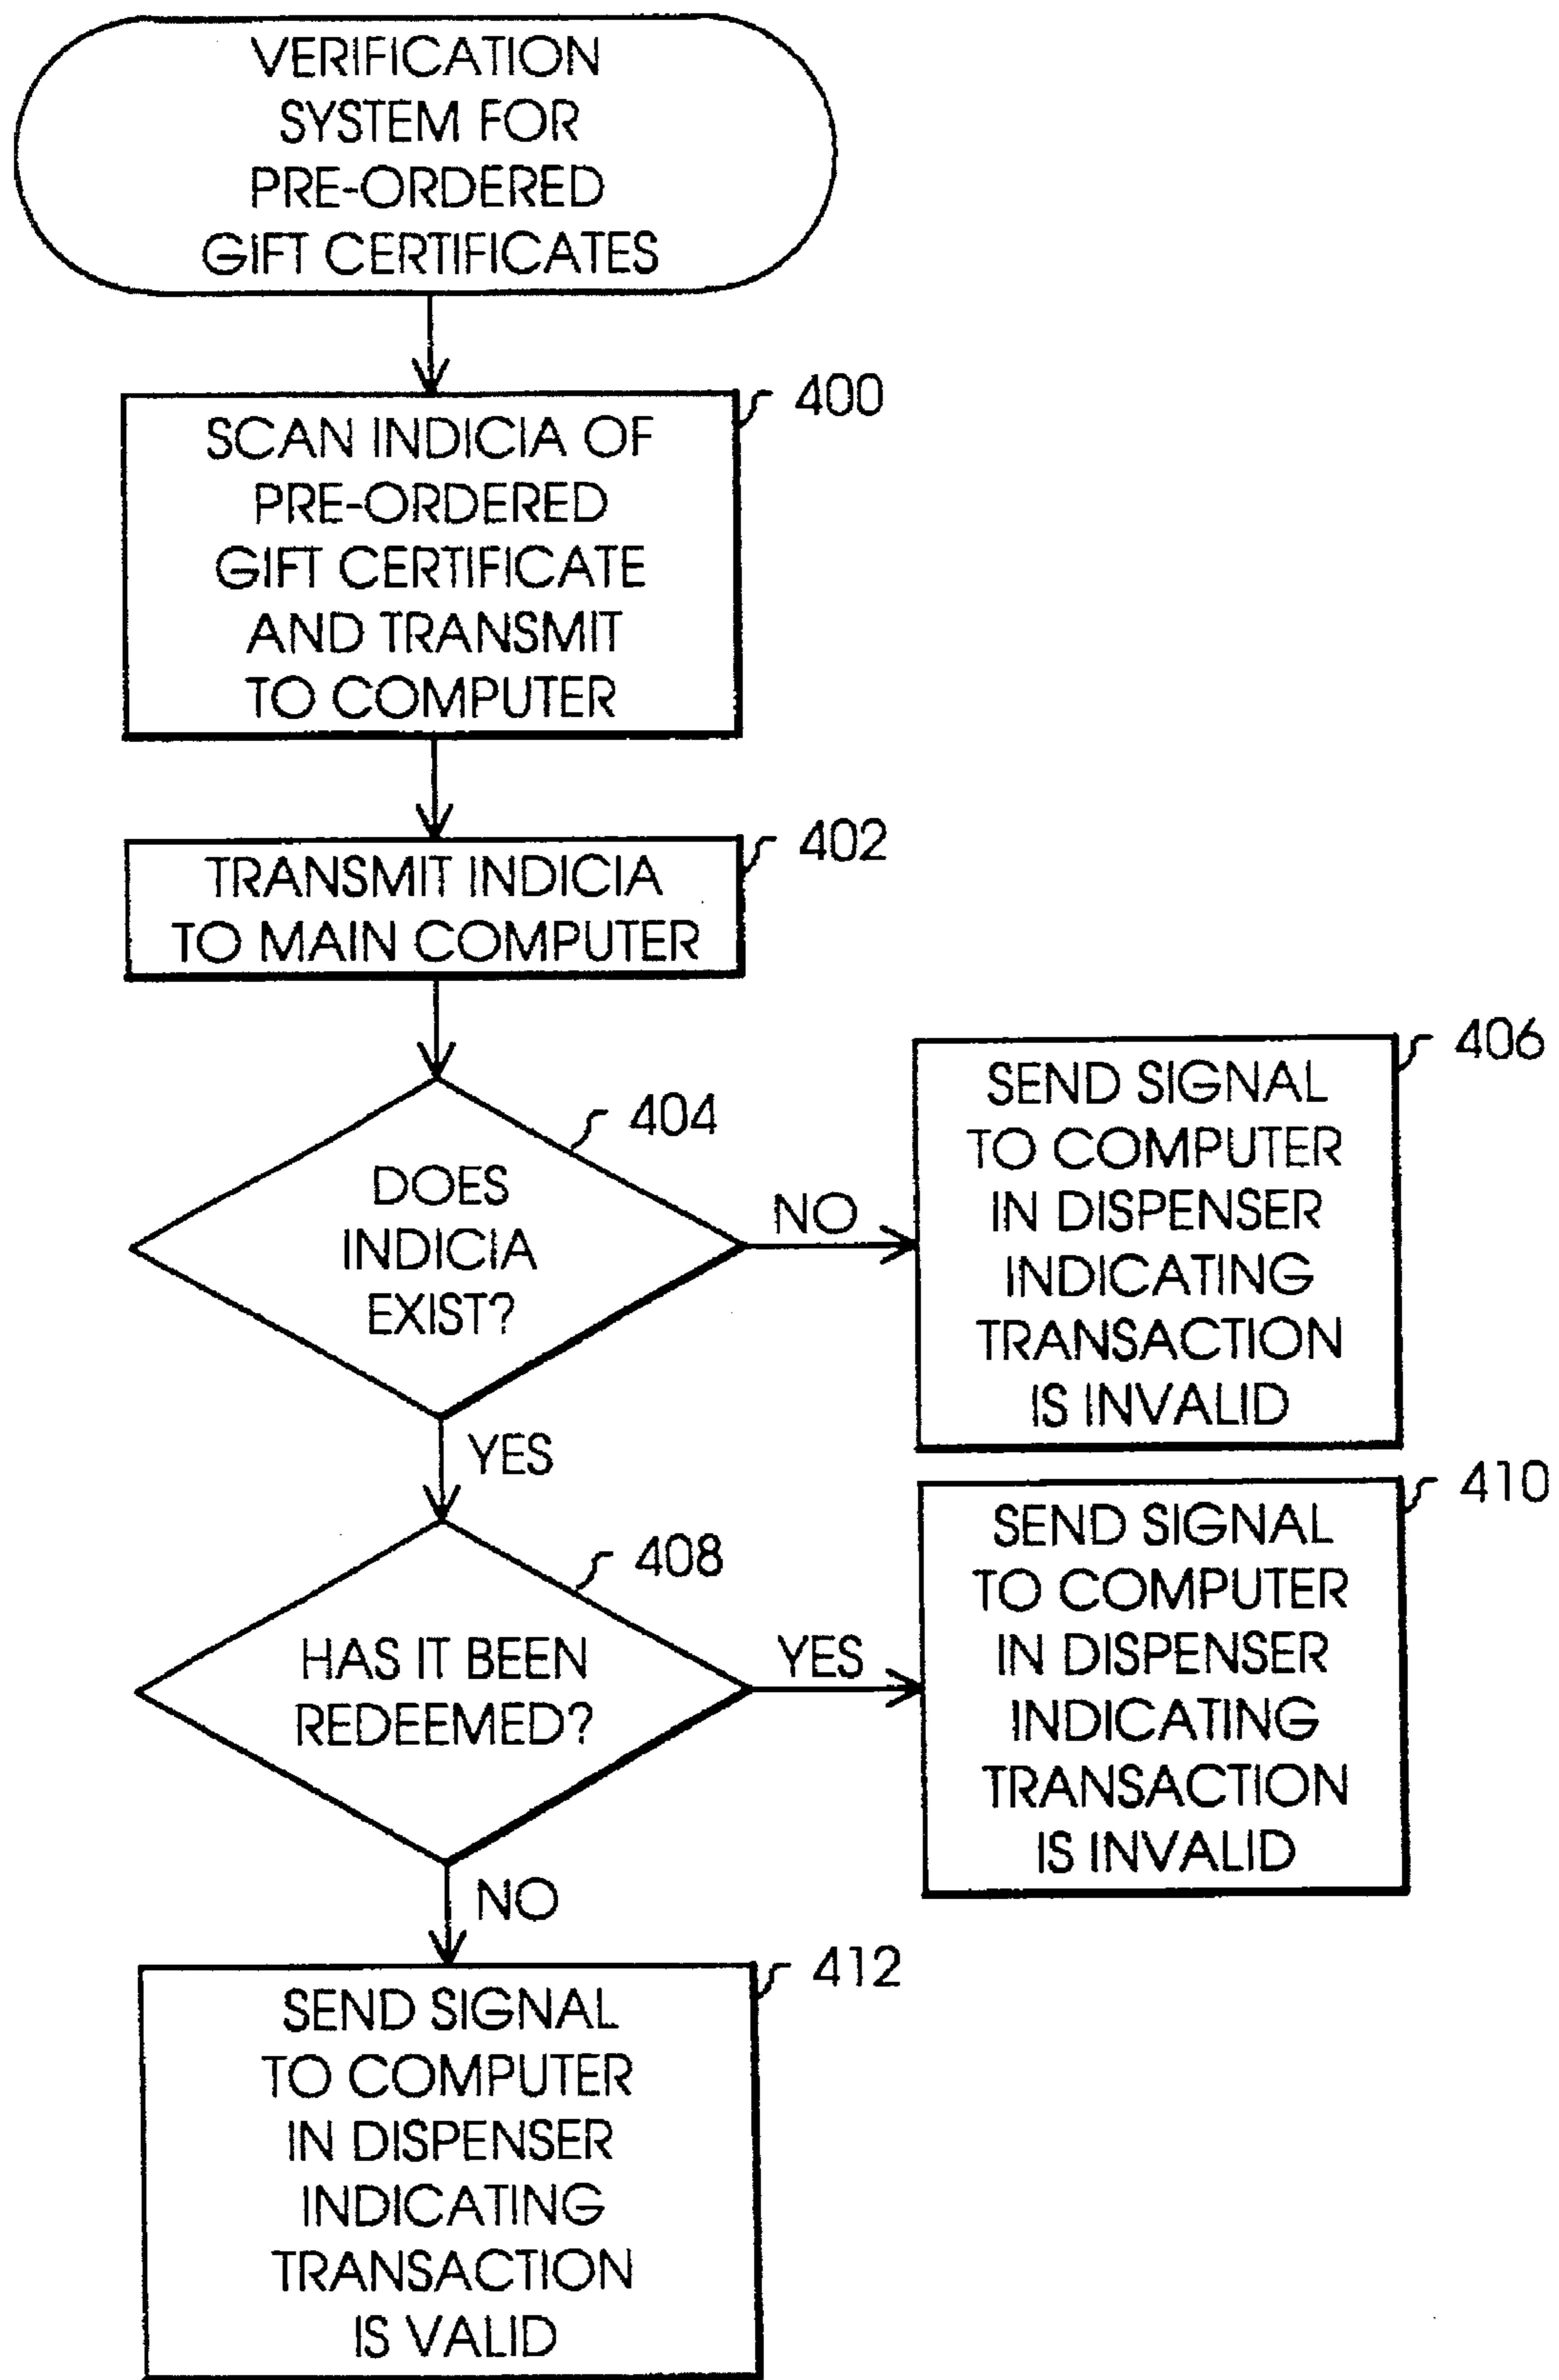 VERIFICATION
SYSTEM FOR
PRE-ORDERED
GIFT CERTIFICATES
400
SCAN INDICIA OF
PRE-ORDERED
GIFT CERTIFICATE
AND TRANSMIT
TO COMPUTER
402
TRANSMIT INDICIA
TO MAIN COMPUTER
404
DOES
INDICIA
EXIST?
NO
406
SEND SIGNAL
TO COMPUTER
IN DISPENSER
INDICATING
TRANSACTION
IS INVALID
YES
408
HAS IT BEEN
REDEEMED?
YES
410
SEND SIGNAL
TO COMPUTER
IN DISPENSER
INDICATING
TRANSACTION
IS INVALID
NO
412
SEND SIGNAL
TO COMPUTER
IN DISPENSER
INDICATING
TRANSACTION
IS VALID